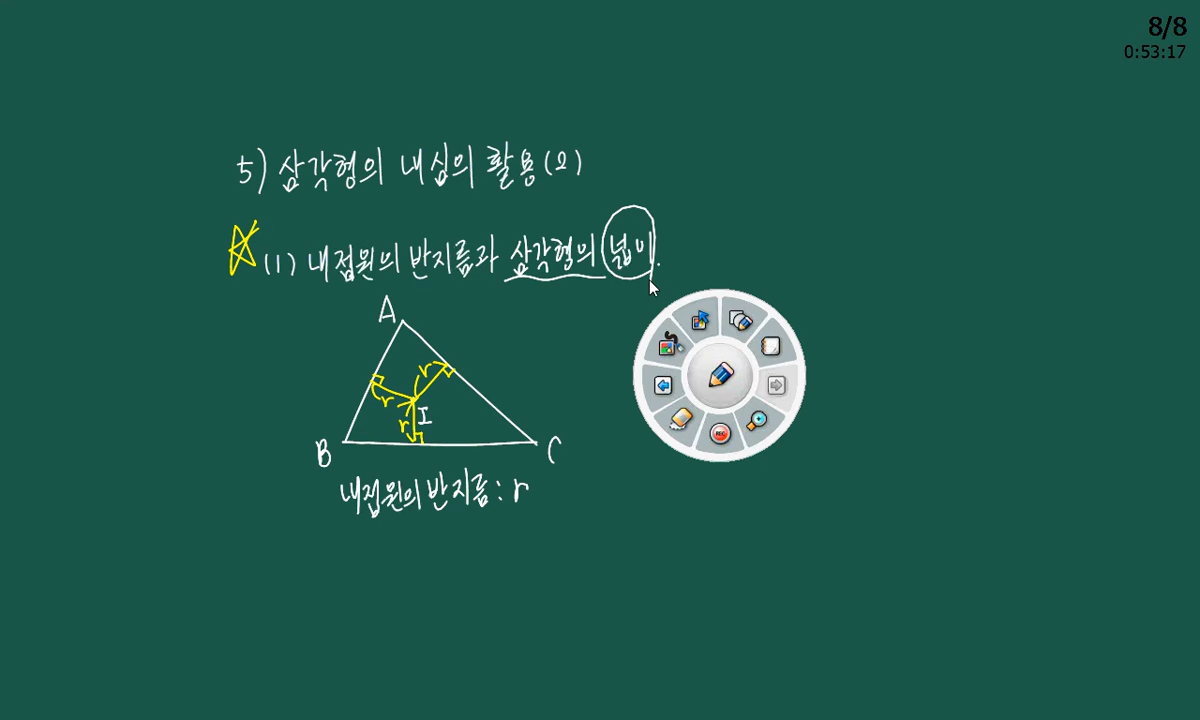 8/8
0:53:17
5) 삼각형의 내심의 활용(2)
☆(1) 내접원의 반지름과 삼각형의 넓이.
A
r
r
I
r
B
C
내접원의 반지름 : r
REC